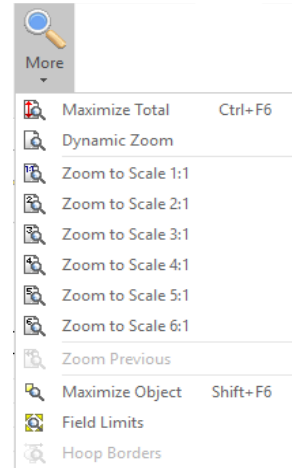 More
Maximize Total Ctrl+F6
Dynamic Zoom
Zoom to Scale 1:1
Zoom to Scale 2:1
Zoom to Scale 3:1
Zoom to Scale 4:1
Zoom to Scale 5:1
Zoom to Scale 6:1
Zoom Previous
Maximize Object Shift+F6
Field Limits
Hoop Borders